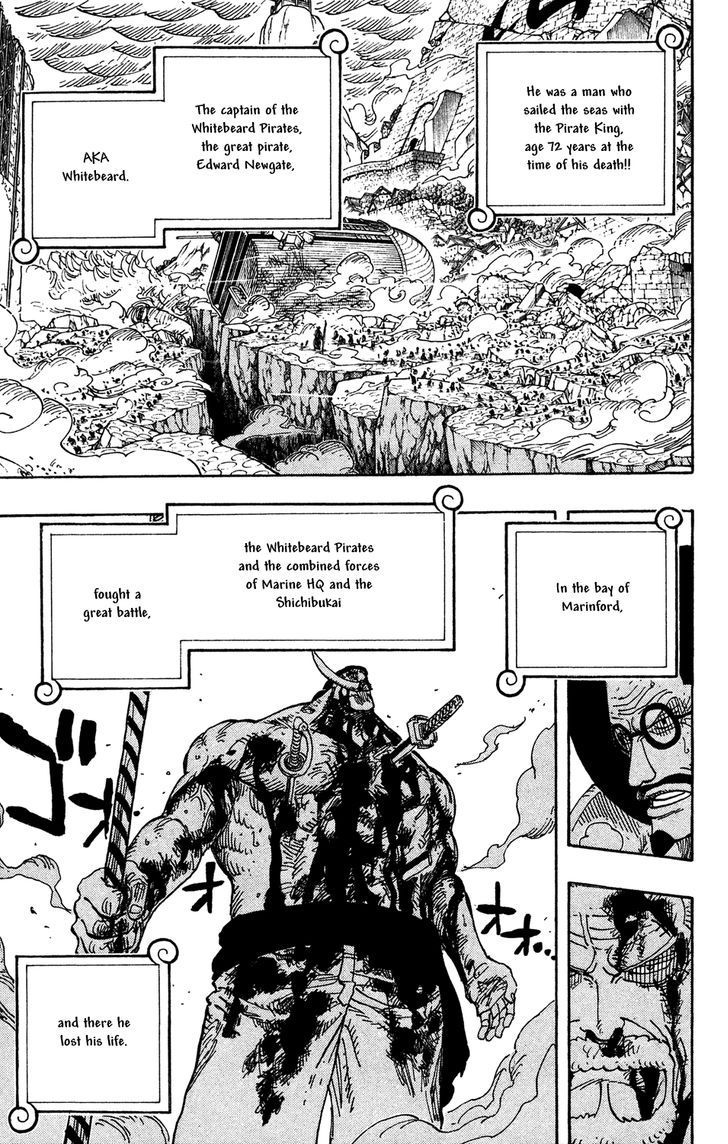 He was a man who
sailed the seas with
the Pirate King,
age 72 years at the
time of his death!!
The captain of the
Whitebeard Pirates,
the great pirate,
Edward Newgate,
AKA
Whitebeard.
In the bay of
Marinford,
the Whitebeard Pirates
and the combined forces
of Marine HQ and the
Shichibukai
fought a
great battle,
オ
オオ...
and there he
lost his life.